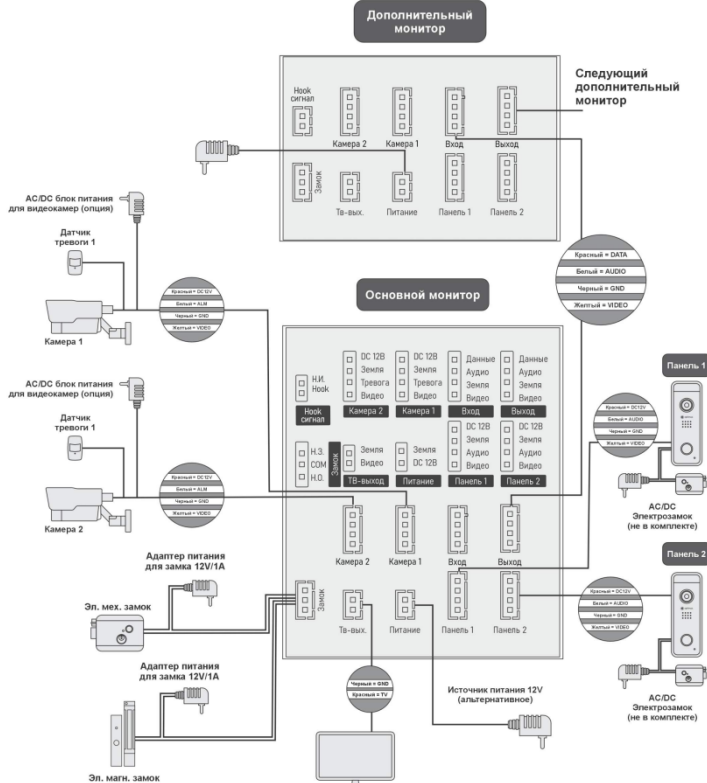 Дополнительный
монитор
Hook
сигнал
Камера 2
Камера 1
Вход
Выход
Следующий
дополнительный
монитор
Замок
Тв-вых.
Питание
Панель 1
Панель 2
AC/DC блок питания
для видеокамер (опция)
Датчик
тревоги 1
Красный = DC12V
Белый = ALM
Черный = GND
Желтый = VIDEO
Камера 1
Красный = DATA
Белый = AUDIO
Черный = GND
Желтый = VIDEO
Основной монитор
Н.И.
Hook
Hook
сигнал
DC 12В
Земля
Тревога
Видео
Камера 2
DC 12В
Земля
Тревога
Видео
Камера 1
Данные
Аудио
Земля
Видео
Вход
Данные
Аудио
Земля
Видео
Выход
Н.З.
COM
Н.О.
Замок
Земля
Видео
ТВ-выход
Земля
DC 12В
Питание
DC 12В
Земля
Аудио
Видео
Панель 1
DC 12В
Земля
Аудио
Видео
Панель 2
AC/DC блок питания
для видеокамер (опция)
Датчик
тревоги 1
Красный = DC12V
Белый = ALM
Черный = GND
Желтый = VIDEO
Камера 2
Панель 1
Красный = DC12V
Белый = AUDIO
Черный = GND
Желтый = VIDEO
AC/DC
Электрозамок
(не в комплекте)
Камера 2
Камера 1
Вход
Выход
Замок
Тв-вых.
Питание
Панель 1
Панель 2
Панель 2
Красный = DC12V
Белый = AUDIO
Черный = GND
Желтый = VIDEO
AC/DC
Электрозамок
(не в комплекте)
Адаптер питания
для замка 12V/1A
Эл. мех. замок
Адаптер питания
для замка 12V/1A
Эл. магн. замок
Черный = GND
Красный = TV
Источник питания 12V
(альтернативное)